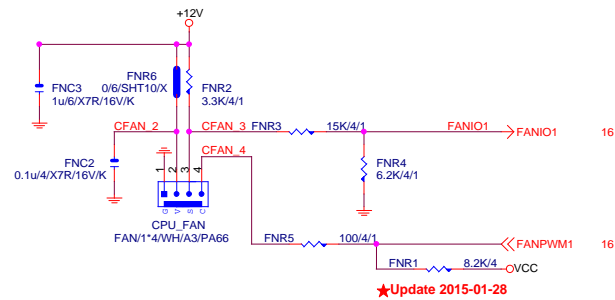 +12V
FNC3
1u/6/X7R/16V/K
FNR6
0/6/SHT10/X
FNR2
3.3K/4/1
CFAN_2
CFAN_3
FNR3
15K/4/1
FANIO1
FANIO1
16
FNC2
0.1u/4/X7R/16V/K
CFAN_4
FNR4
6.2K/4/1
1
2
3
4
G
V
S
C
CPU_FAN
FAN/1*4/WH/A3/PA66
FNR5
100/4/1
FANPWM1
16
FNR1
8.2K/4
VCC
★Update 2015-01-28